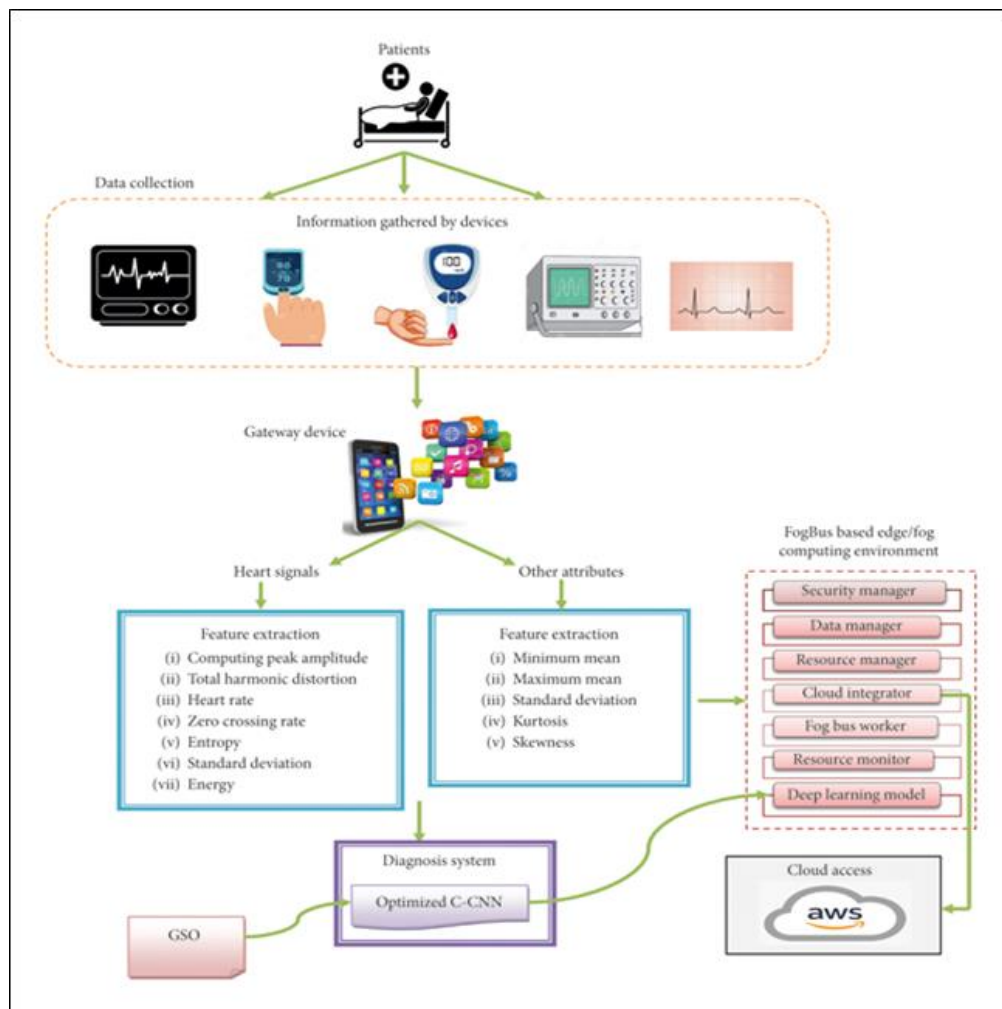 Patients
Data collection
Information gathered by devices
100
Gateway device
Heart signals
Other attributes
FogBus based edge/fog
computing environment
Feature extraction
(i) Computing peak amplitude
(ii) Total harmonic distortion
(iii) Heart rate
(iv) Zero crossing rate
(v) Entropy
(vi) Standard deviation
(vii) Energy
Feature extraction
(i) Minimum mean
(ii) Maximum mean
(iii) Standard deviation
(iv) Kurtosis
(v) Skewness
Security manager
Data manager
Resource manager
Cloud integrator
Fog bus worker
Resource monitor
Deep learning model
Diagnosis system
Optimized C-CNN
GSO
Cloud access
aws